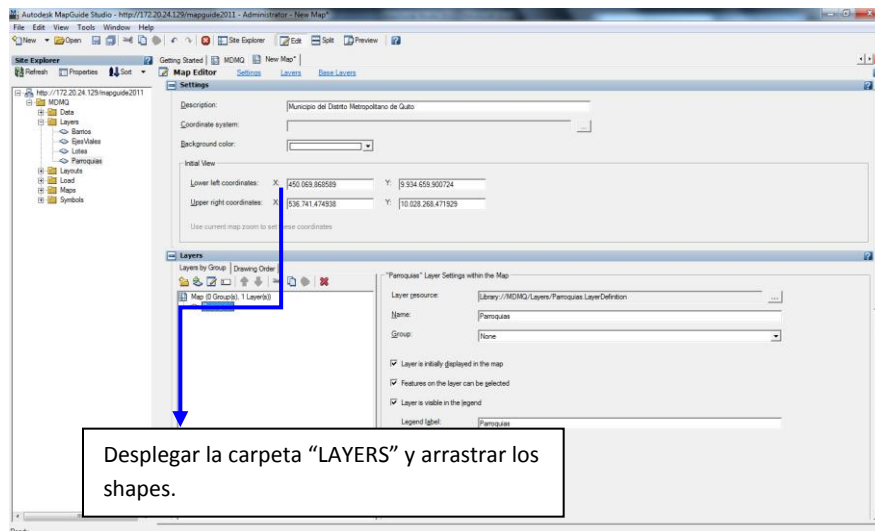 Autodesk MapGuide Studio - http://172.20.24.129/mapguide2011 - Administrator - New Map*
File Edit View Tools Window Help
New Open Site Explorer Edit Split Preview
Site Explorer
Getting Started MDMQ New Map*
Refresh Properties Sort
Map Editor Settings Layers Base Layers
http://172.20.24.129/mapguide2011
MDMQ
Data
Layers
Barrios
EjesViales
Lotes
Parroquias
Layouts
Load
Maps
Symbols
Settings
Description: Municipio del Distrito Metropolitano de Quito
Coordinate system: ...
Background color:
Initial View
Lower left coordinates: X: 450.069,868589 Y: 9.934.659,900724
Upper right coordinates: X: 536.741,474938 Y: 10.028.268,471929
Use current map zoom to set these coordinates
Layers
Layers by Group Drawing Order
Map (0 Group(s), 1 Layer(s))
"Parroquias" Layer Settings within the Map
Layer resource: Library://MDMQ/Layers/Parroquias.LayerDefinition ...
Name: Parroquias
Group: None
Layer is initially displayed in the map
Features on the layer can be selected
Layer is visible in the legend
Legend label: Parroquias
Desplegar la carpeta “LAYERS” y arrastrar los
shapes.